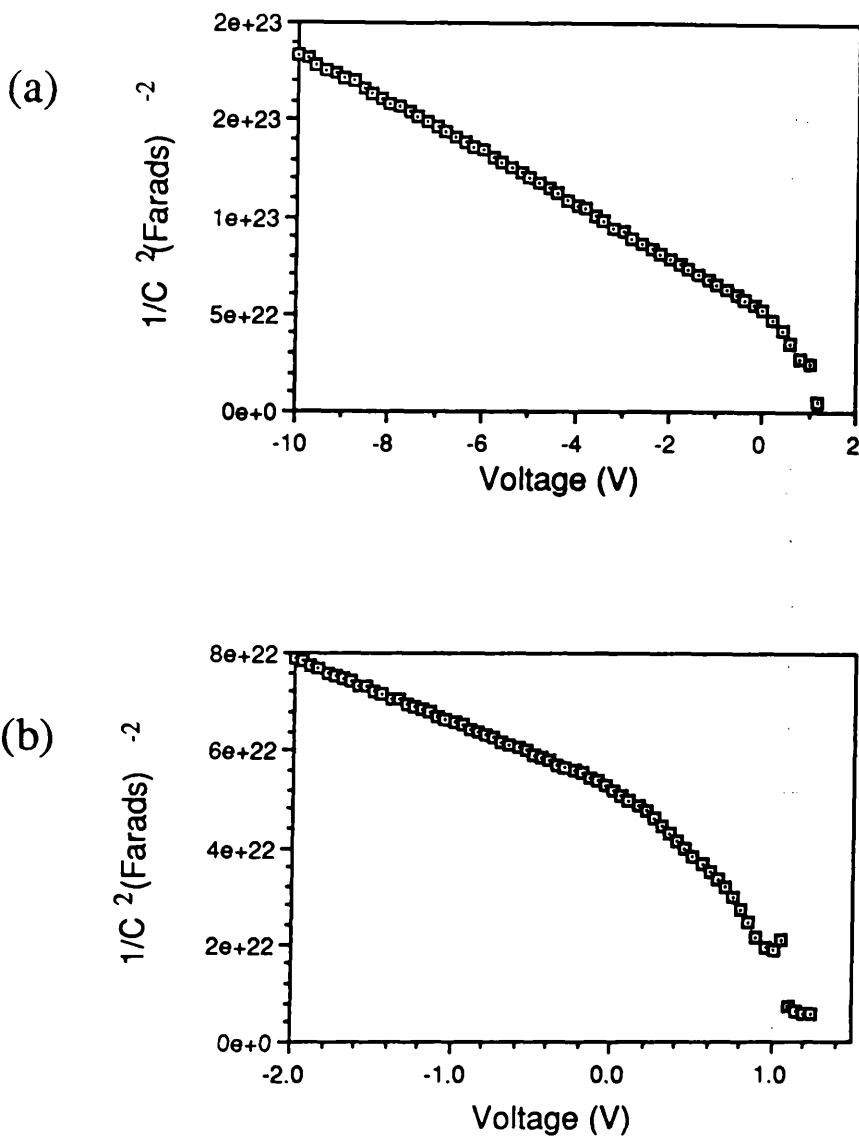 (a)
1/C 2(Farads) -2
2e+23
2e+23
1e+23
5e+22
0e+0
-10 -8 -6 -4 -2 0 2
Voltage (V)
(b)
1/C 2(Farads) -2
8e+22
6e+22
4e+22
2e+22
0e+0
-2.0 -1.0 0.0 1.0
Voltage (V)